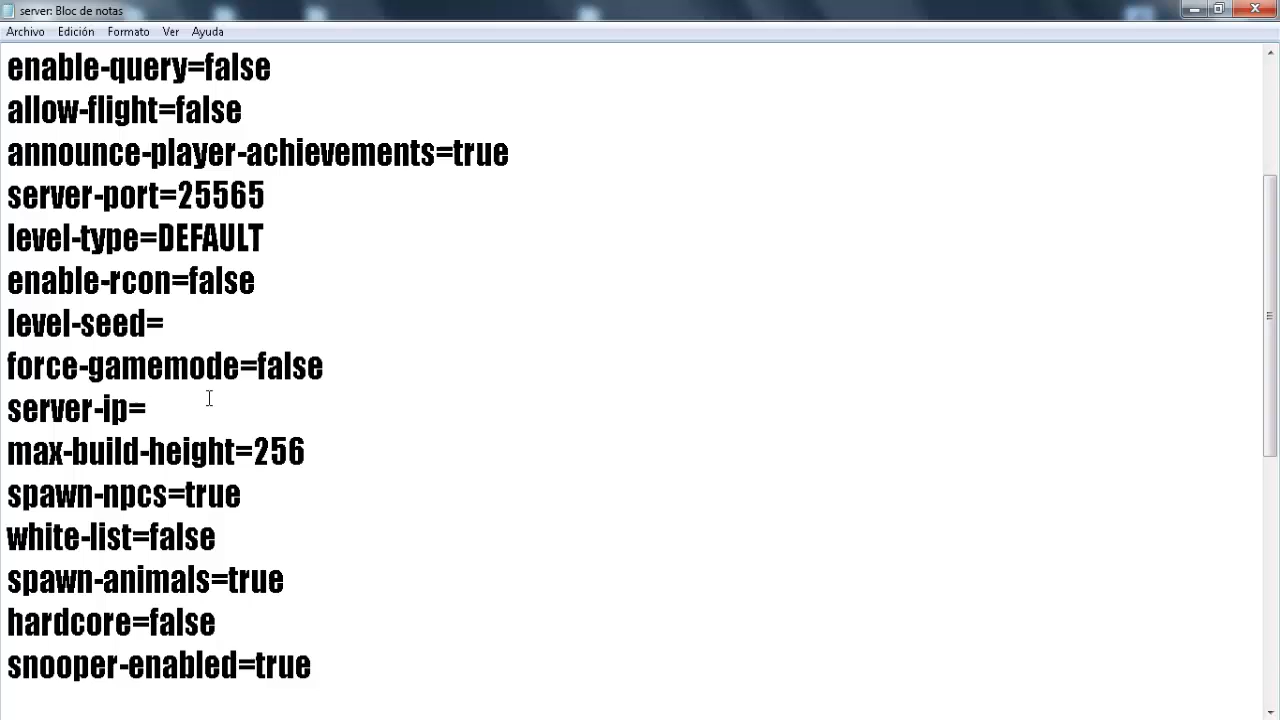 server: Bloc de notas
Archivo Edición Formato Ver Ayuda
enable-query=false
allow-flight=false
announce-player-achievements=true
server-port=25565
level-type=DEFAULT
enable-rcon=false
level-seed=
force-gamemode=false
server-ip=
max-build-height=256
spawn-npcs=true
white-list=false
spawn-animals=true
hardcore=false
snooper-enabled=true